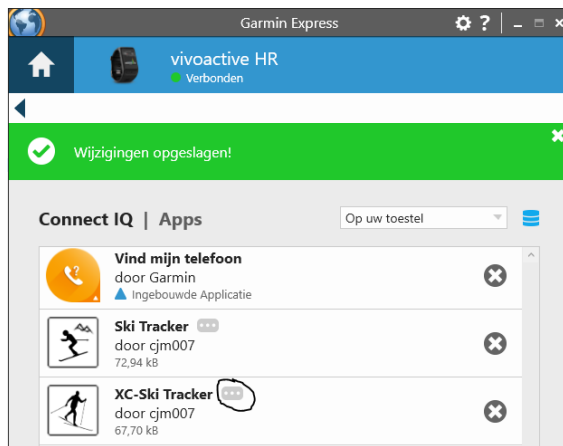 Garmin Express
?
vivoactive HR
Verbonden
Wijzigingen opgeslagen!
Connect IQ | Apps
Op uw toestel
Vind mijn telefoon
door Garmin
Ingebouwde Applicatie
Ski Tracker
door cjm007
72,94 kB
XC-Ski Tracker
door cjm007
67,70 kB